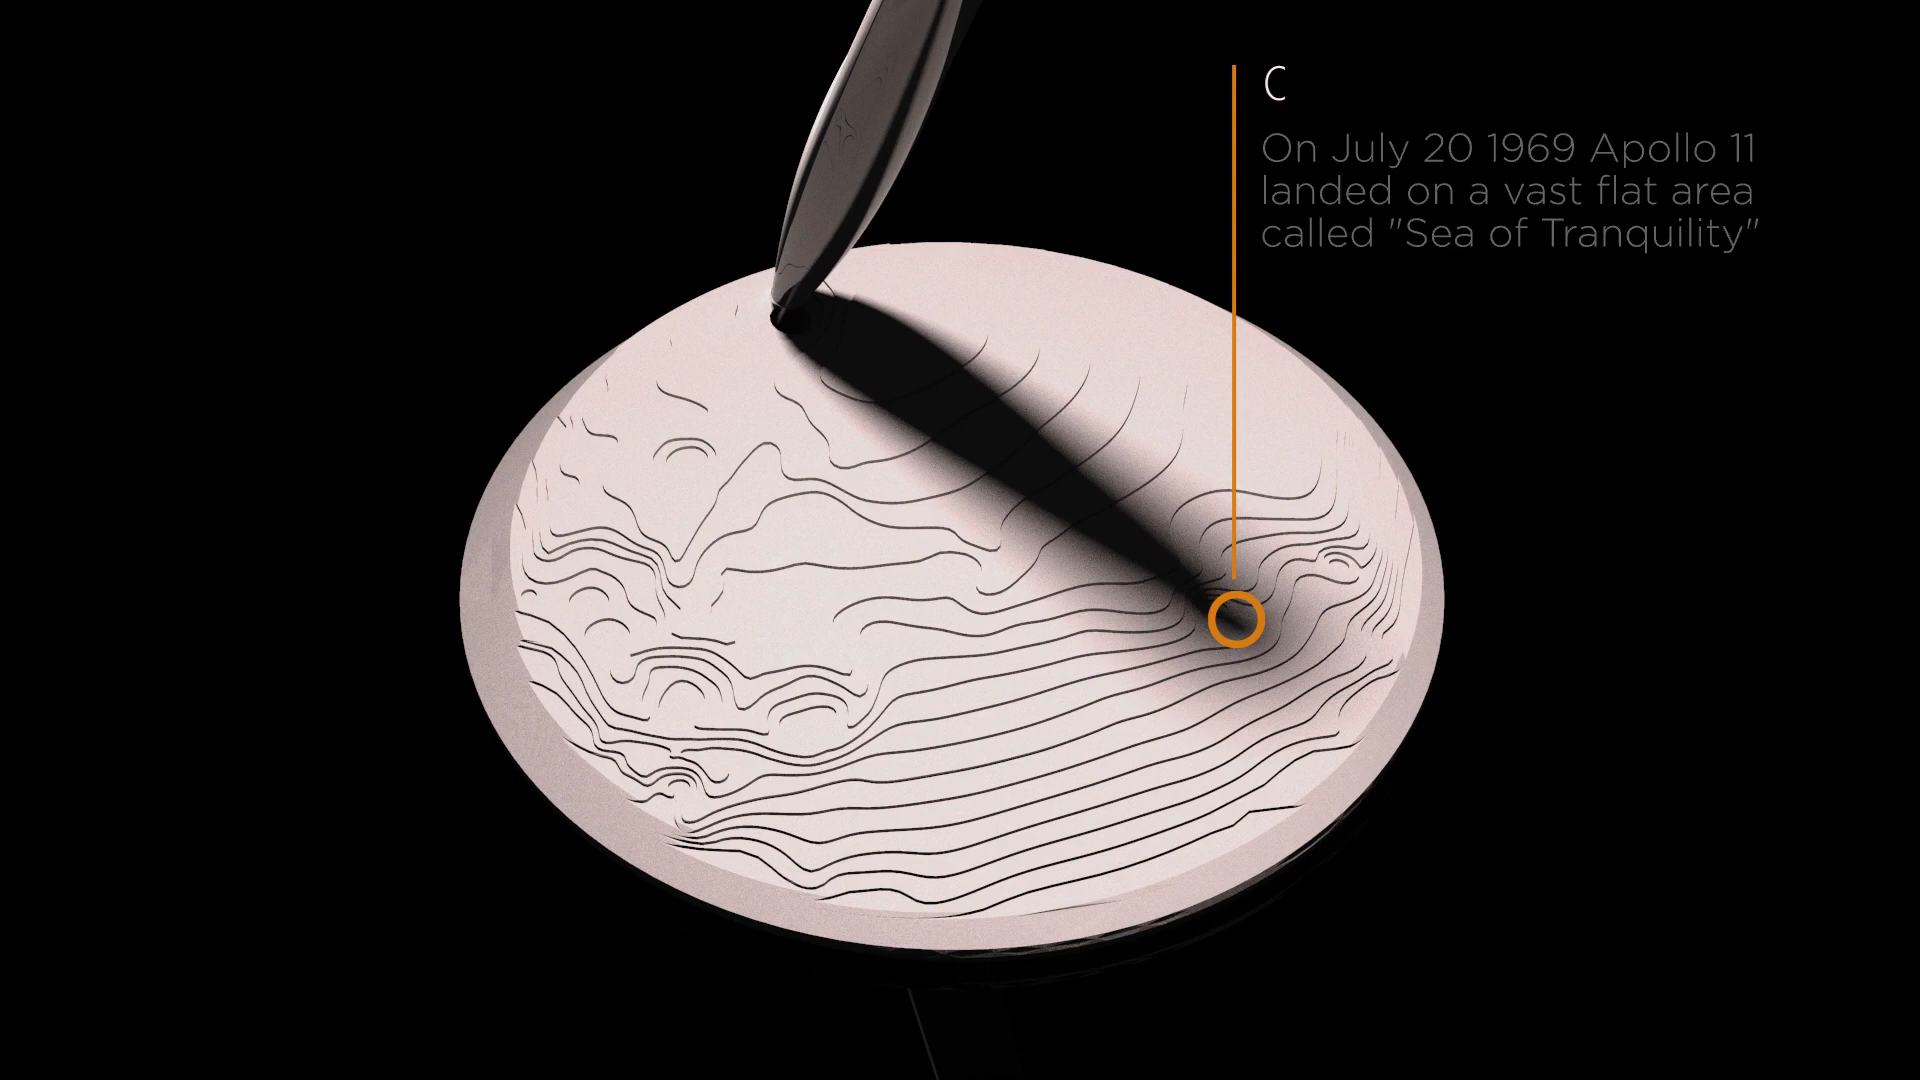 C
On July 20 1969 Apollo 11
landed on a vast flat area
called "Sea of Tranquility"